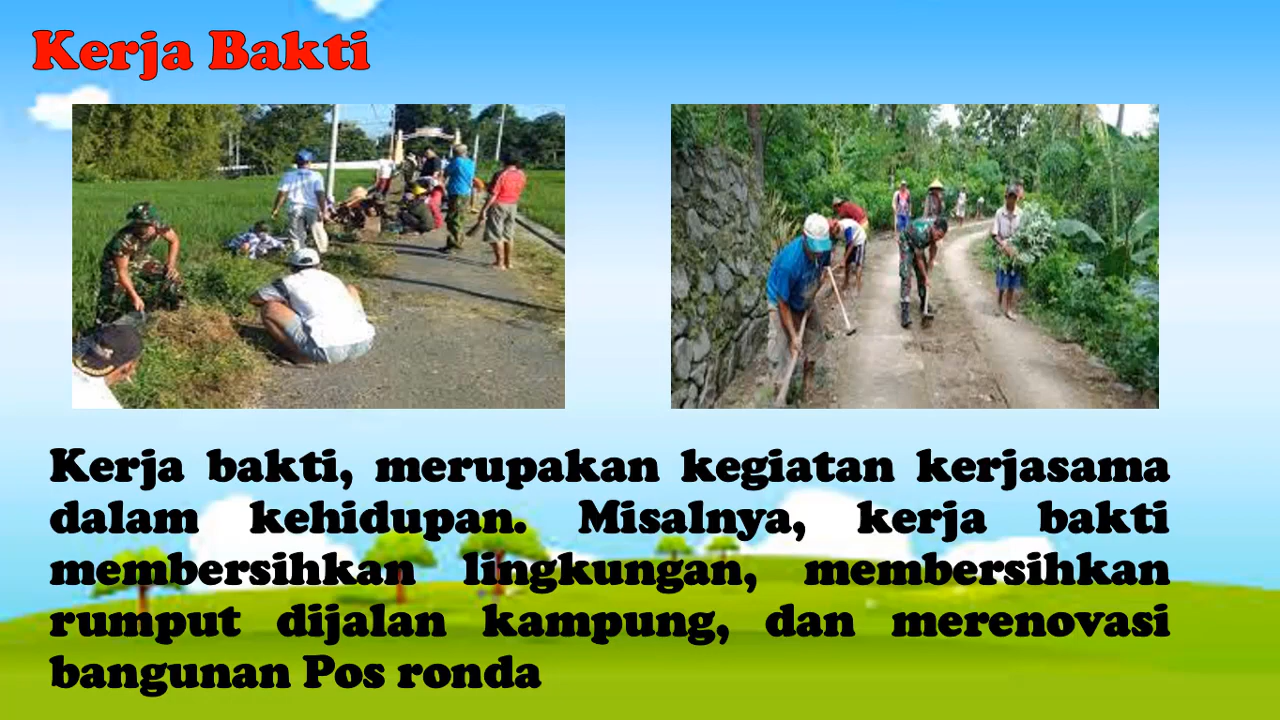 Kerja Bakti
Kerja bakti, merupakan kegiatan kerjasama
dalam kehidupan. Misalnya, kerja bakti
membersihkan lingkungan, membersihkan
rumput dijalan kampung, dan merenovasi
bangunan Pos ronda